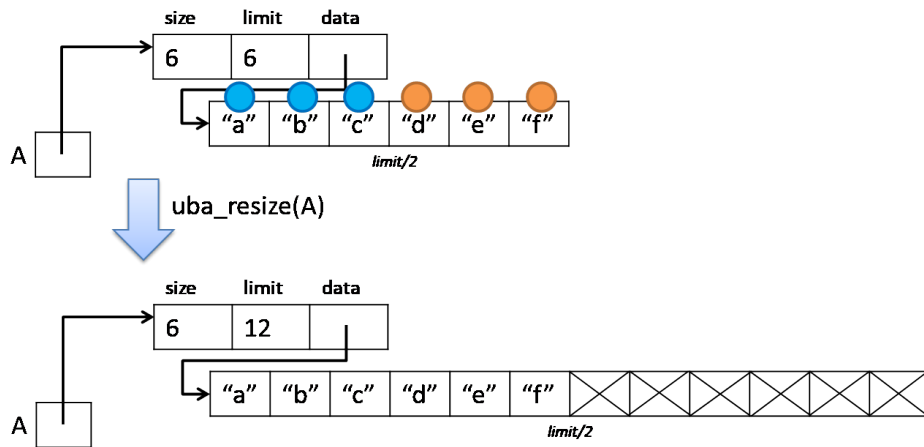 size limit data
6 6
“a” “b” “c” “d” “e” “f”
limit/2
A
uba_resize(A)
size limit data
6 12
“a” “b” “c” “d” “e” “f”
limit/2
A